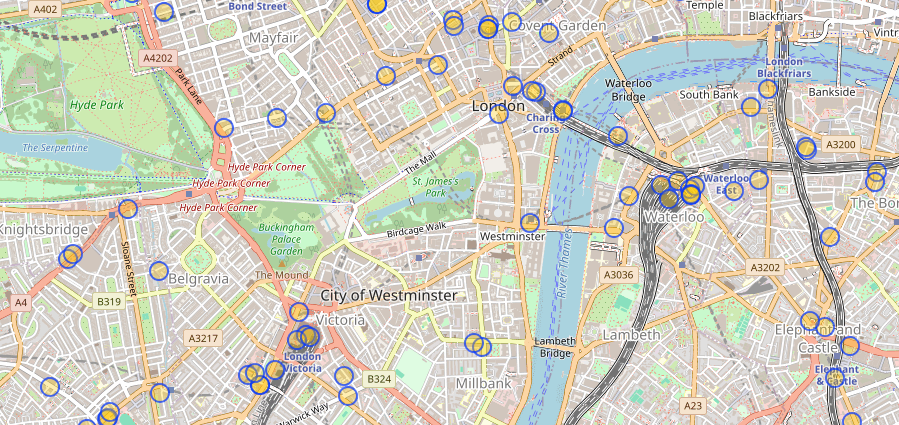 A402
Bond Street
Mayfair
Covent Garden
Temple
Blackfriars
Vintr
A4202
Strand
London
Blackfriars
Park Lane
Hyde Park
Waterloo
Bridge
South Bank
Bankside
London
Charing
Cross
The Serpentine
A3200
The Mall
Hyde Park Corner
Hyde Park Corner
Hyde Park Corner
St. James's
Park
Waterloo
East
The Bor
Waterloo
Knightsbridge
Buckingham
Palace
Garden
Birdcage Walk
Westminster
River Thames
Sloane Street
Belgravia
The Mound
A3036
A3202
A4
B319
City of Westminster
Victoria
A3217
London
Victoria
Lambeth
Bridge
Lambeth
Elephant and
Castle
Elephant
& Castle
B324
Millbank
Warwick Way
A23